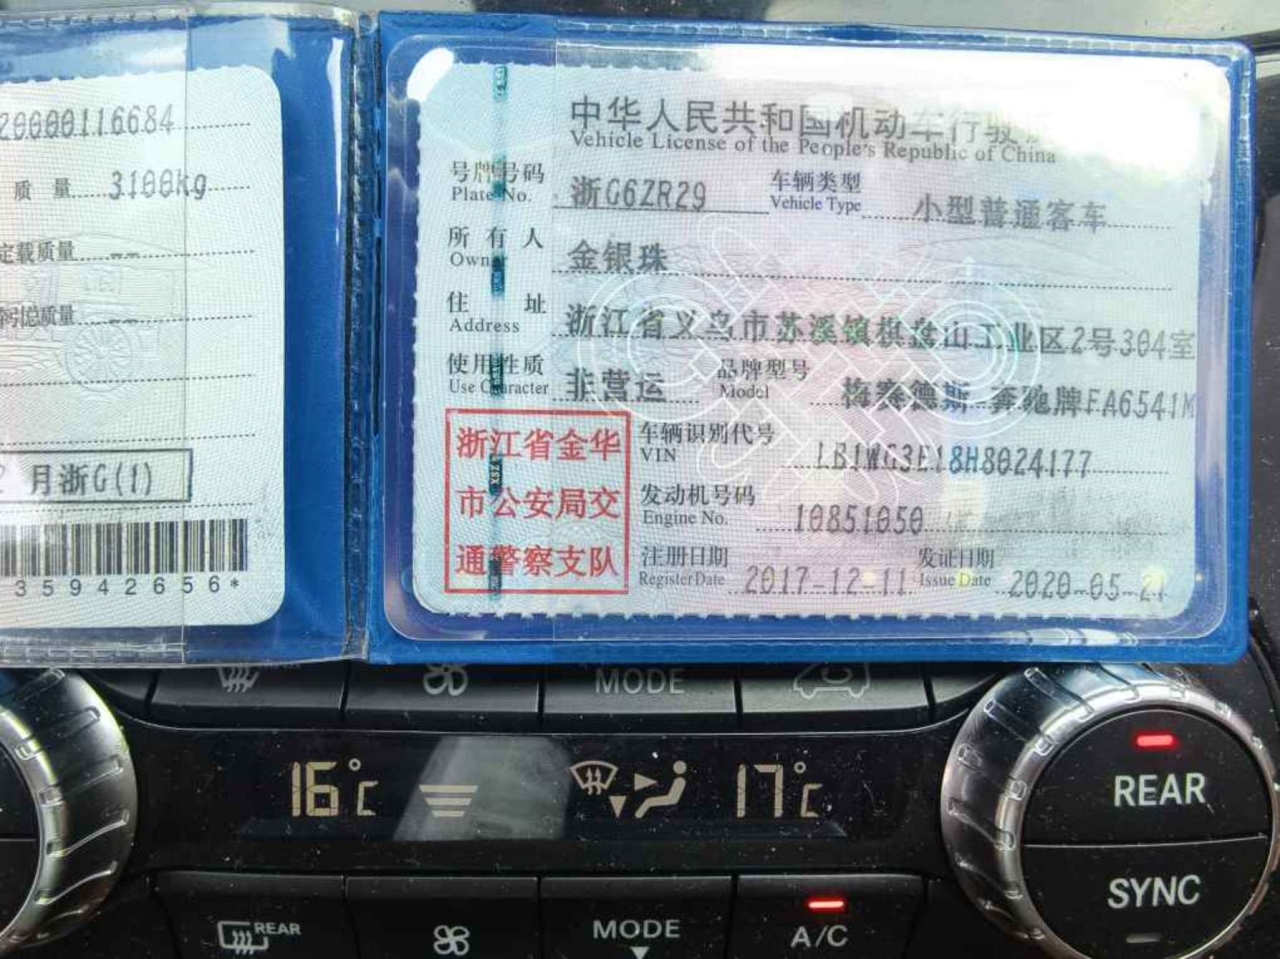 20000116684
质 量 3100kg
定载质量 --
质量 --
2 月浙G(1)
35942656*
中华人民共和国机动车行驶
Vehicle License of the People's Republic of China
号牌号码 浙G6ZR29 车辆类型 小型普通客车
Plate No. Vehicle Type
所 有 人 金银珠
Owner
住 址 浙江省义乌市苏溪镇棋盘山工业区2号304室
Address
使用性质 非营运 品牌型号 梅赛德斯-奔驰牌FA6541M
Use Character Model
浙江省金华
市公安局交
通警察支队
车辆识别代号 LB1WG3E18H8024177
VIN
发动机号码 10851050
Engine No.
注册日期 2017-12-11 发证日期 2020-05-21
Register Date Issue Date
MODE
16℃ 17℃
REAR
SYNC
REAR
MODE
A/C